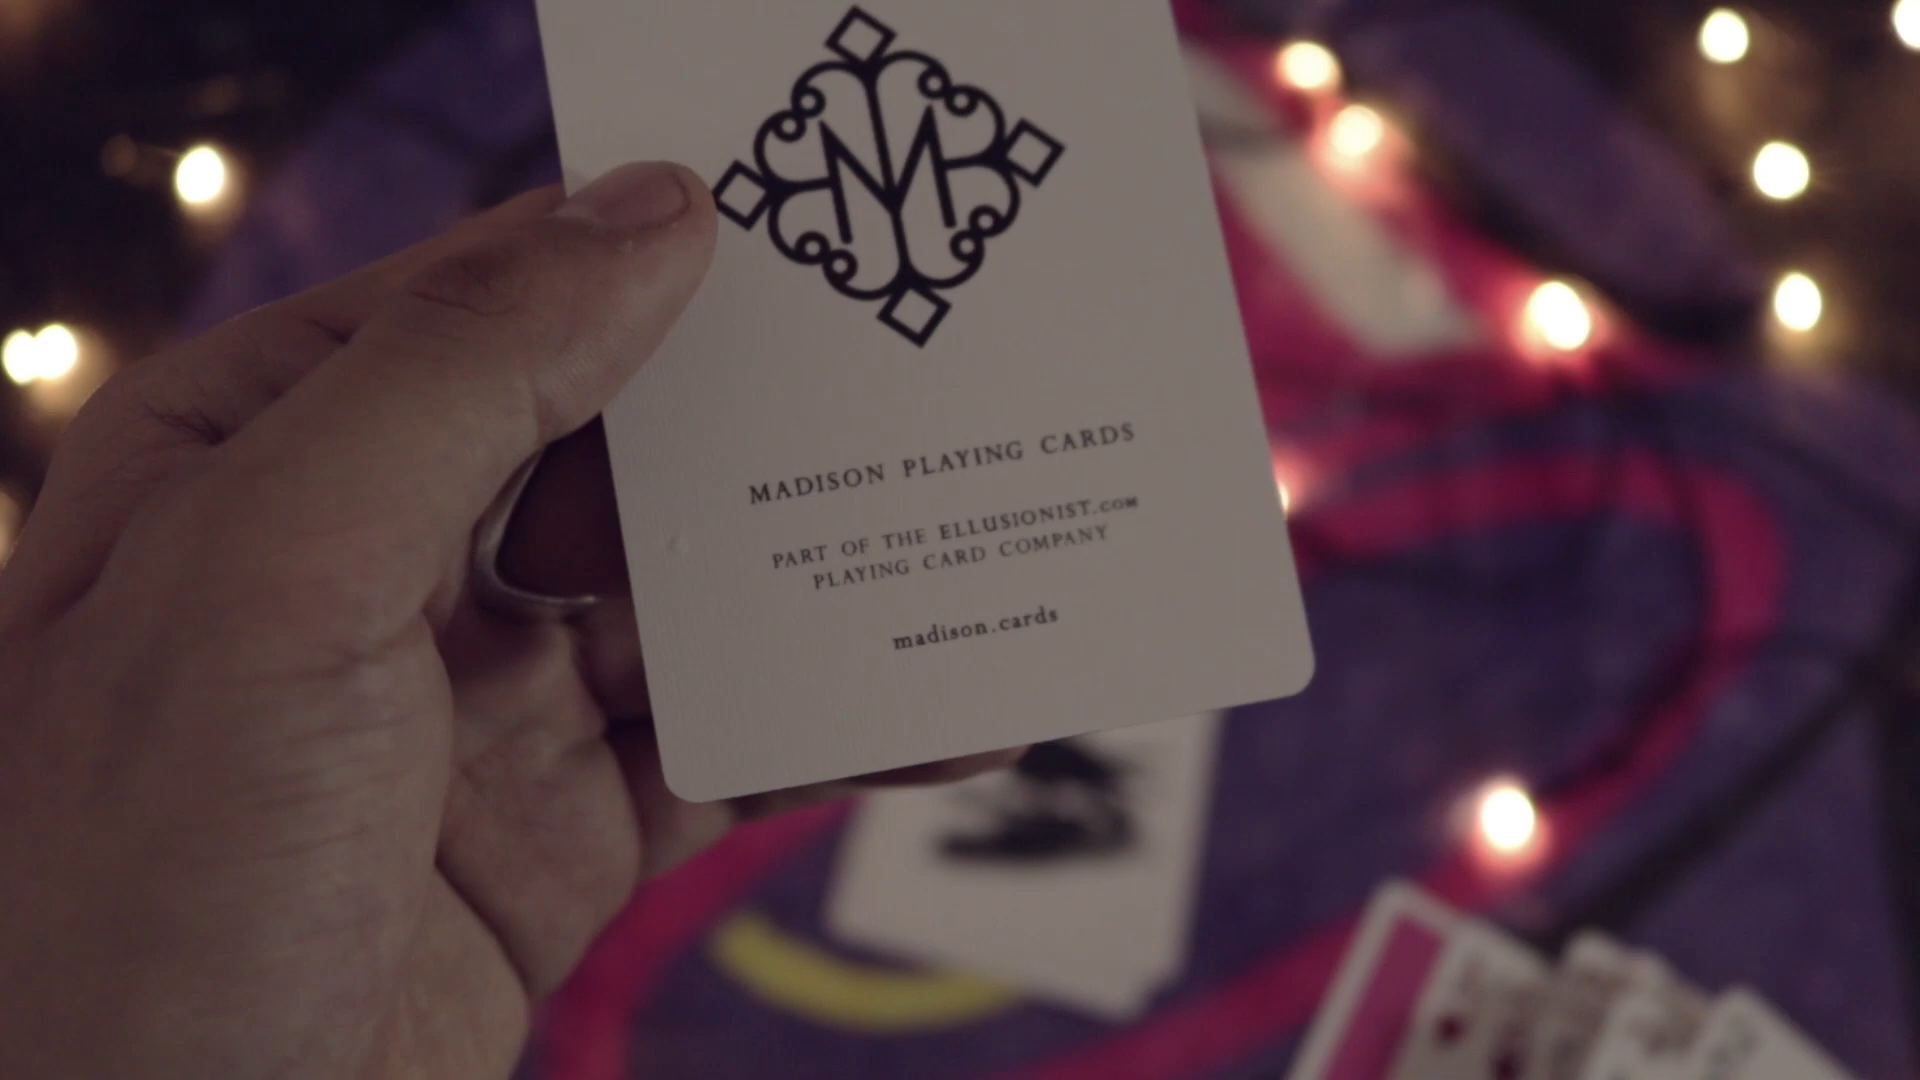 M
MADISON PLAYING CARDS
PART OF THE ELLUSIONIST.COM
PLAYING CARD COMPANY
madison.cards